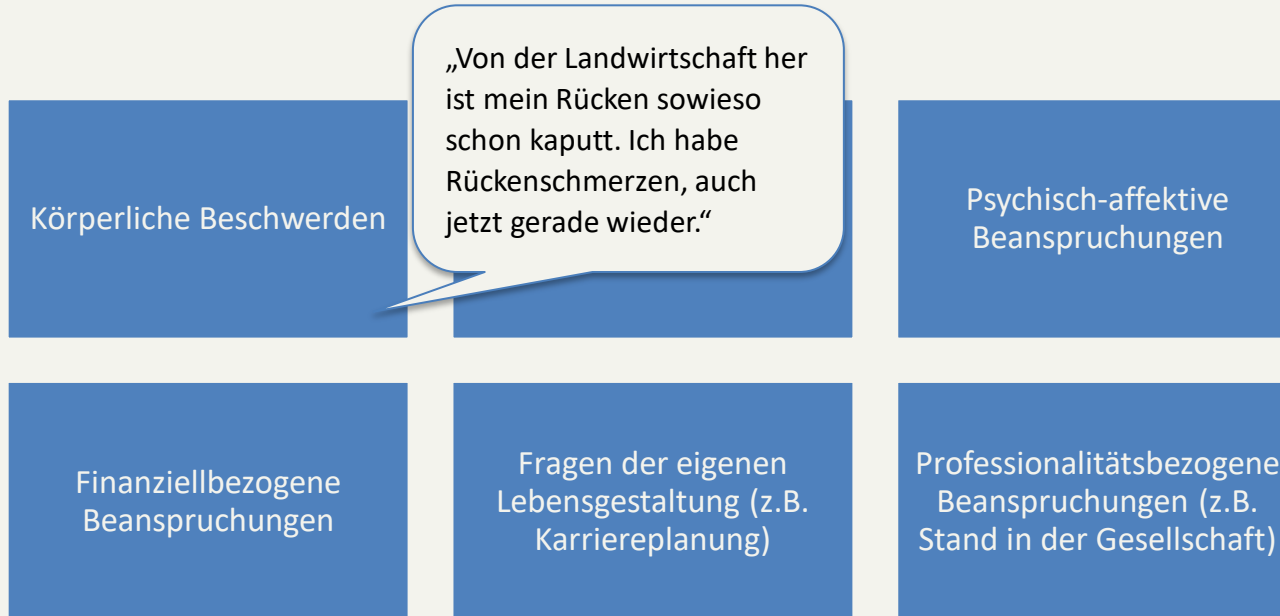 „Von der Landwirtschaft her
ist mein Rücken sowieso
schon kaputt. Ich habe
Rückenschmerzen, auch
jetzt gerade wieder.“
Körperliche Beschwerden
Psychisch-affektive
Beanspruchungen
Finanziellbezogene
Beanspruchungen
Fragen der eigenen
Lebensgestaltung (z.B.
Karriereplanung)
Professionalitätsbezogene
Beanspruchungen (z.B.
Stand in der Gesellschaft)